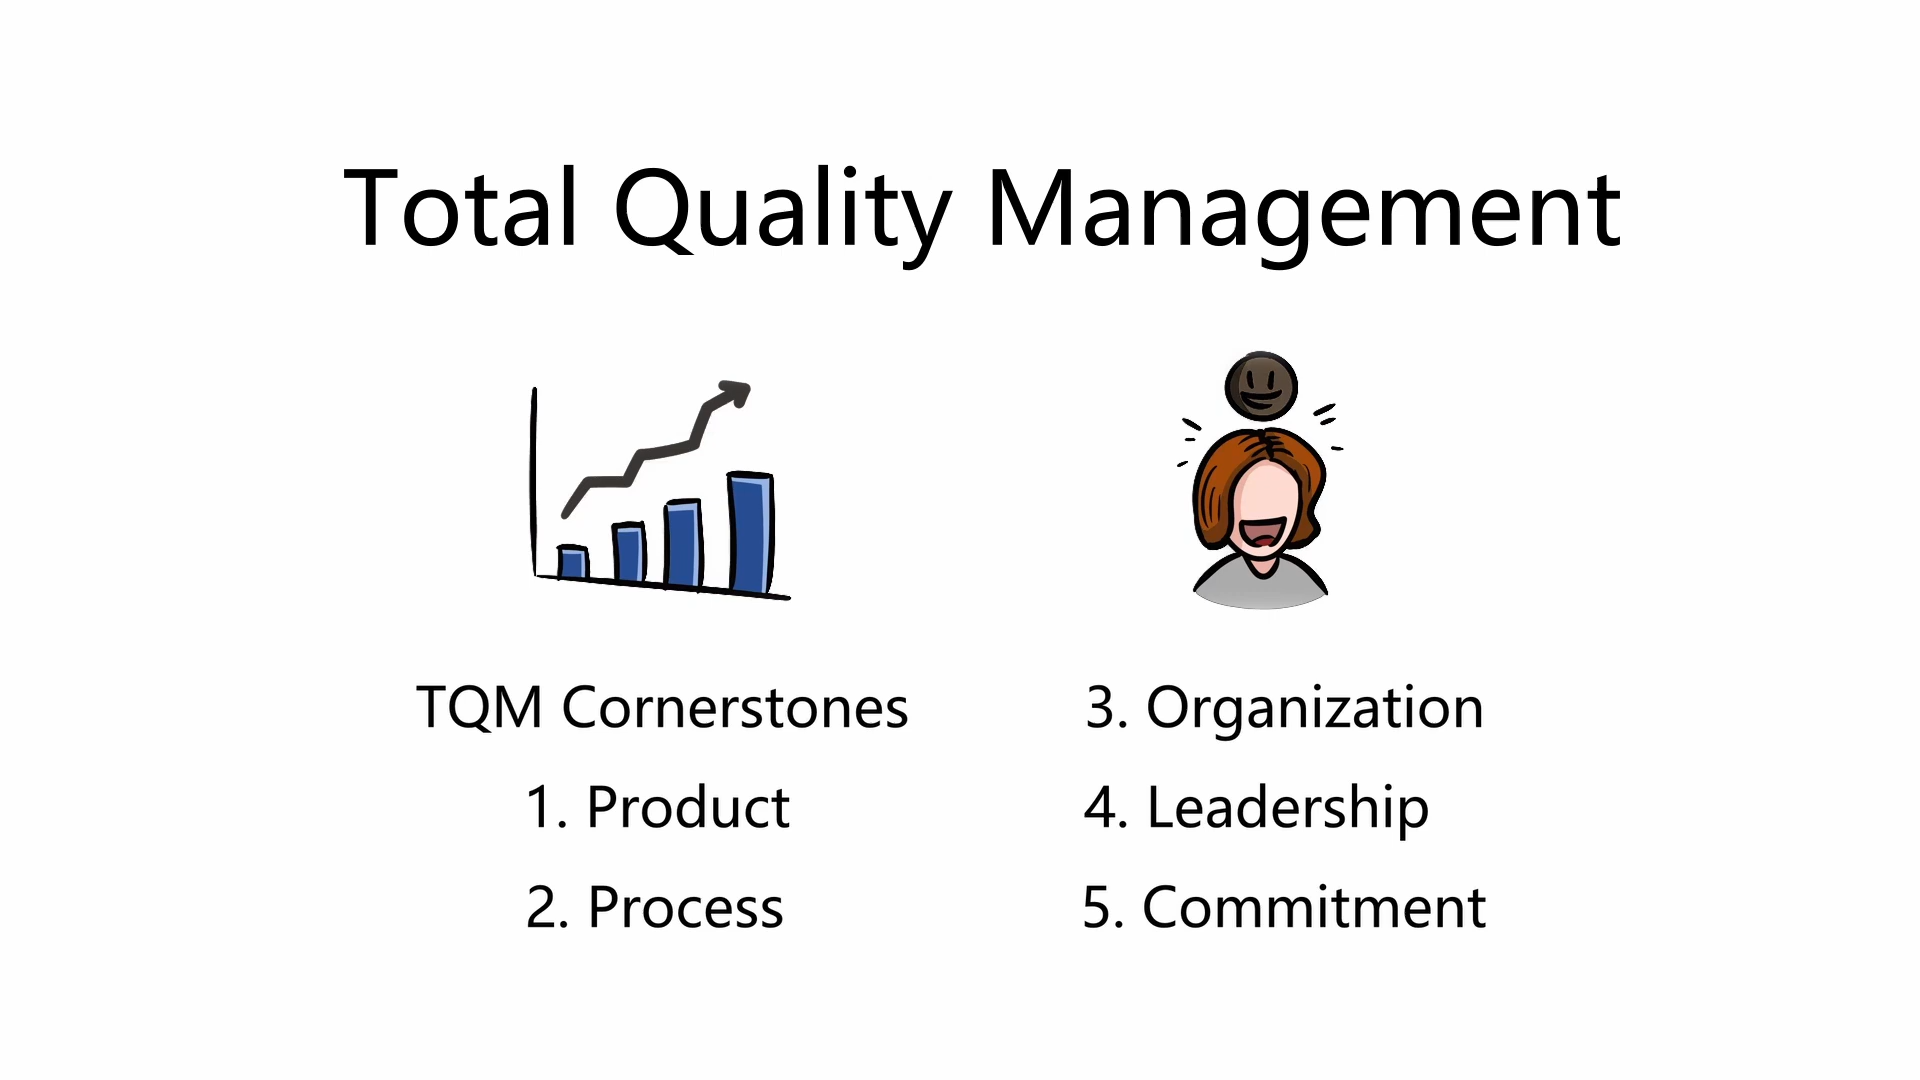 Total Quality Management
TQM Cornerstones
1. Product
2. Process
3. Organization
4. Leadership
5. Commitment